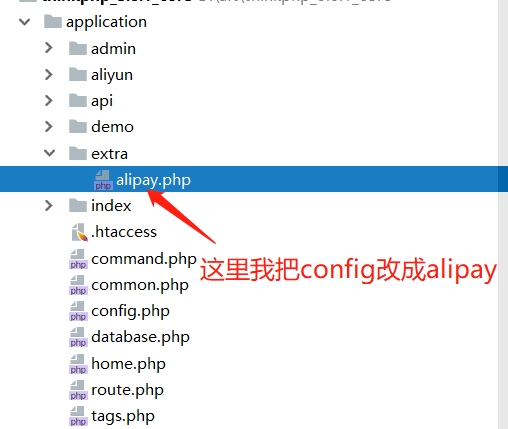 application
admin
aliyun
api
demo
extra
php alipay.php
index
.htaccess
php command.php
这里我把config改成alipay
php common.php
php config.php
php database.php
php home.php
php route.php
php tags.php